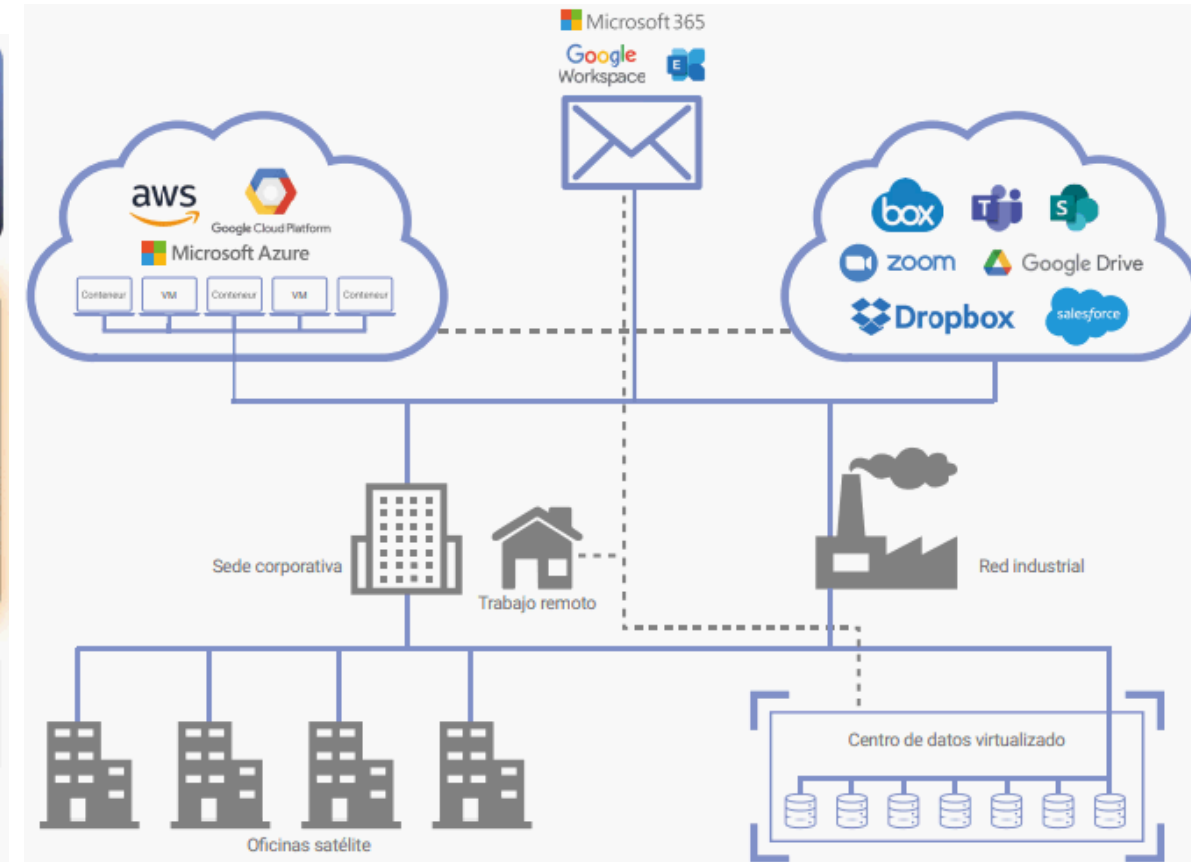 Microsoft 365
Google
Workspace
E
aws
Google Cloud Platform
Microsoft Azure
Conteneur VM Conteneur VM Conteneur
box T S
zoom Google Drive
Dropbox salesforce
Sede corporativa
Trabajo remoto
Red industrial
Centro de datos virtualizado
Oficinas satélite